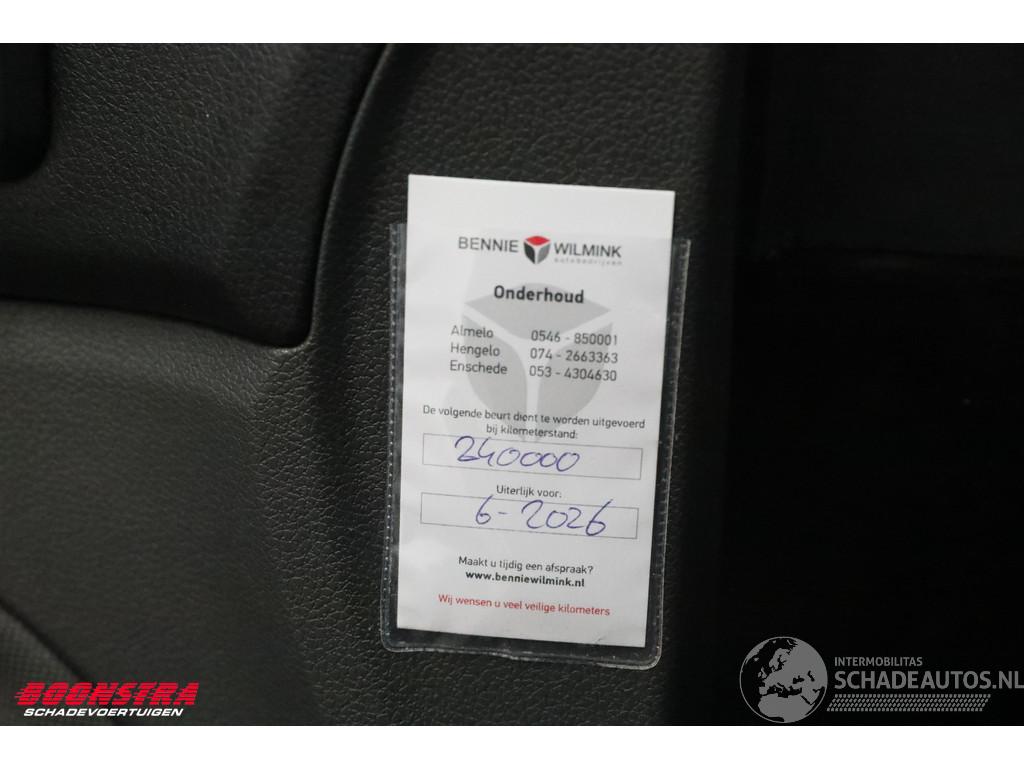 BENNIE WILMINK
autobedrijven
Onderhoud
Almelo 0546 - 850001
Hengelo 074 - 2663363
Enschede 053 - 4304630
De volgende beurt dient te worden uitgevoerd
bij kilometerstand:
240000
Uiterlijk voor:
6-2026
Maakt u tijdig een afspraak?
www.benniewilmink.nl
Wij wensen u veel veilige kilometers
BOONSTRA
SCHADEVOERTUIGEN
INTERMOBILITAS
SCHADEAUTOS.NL